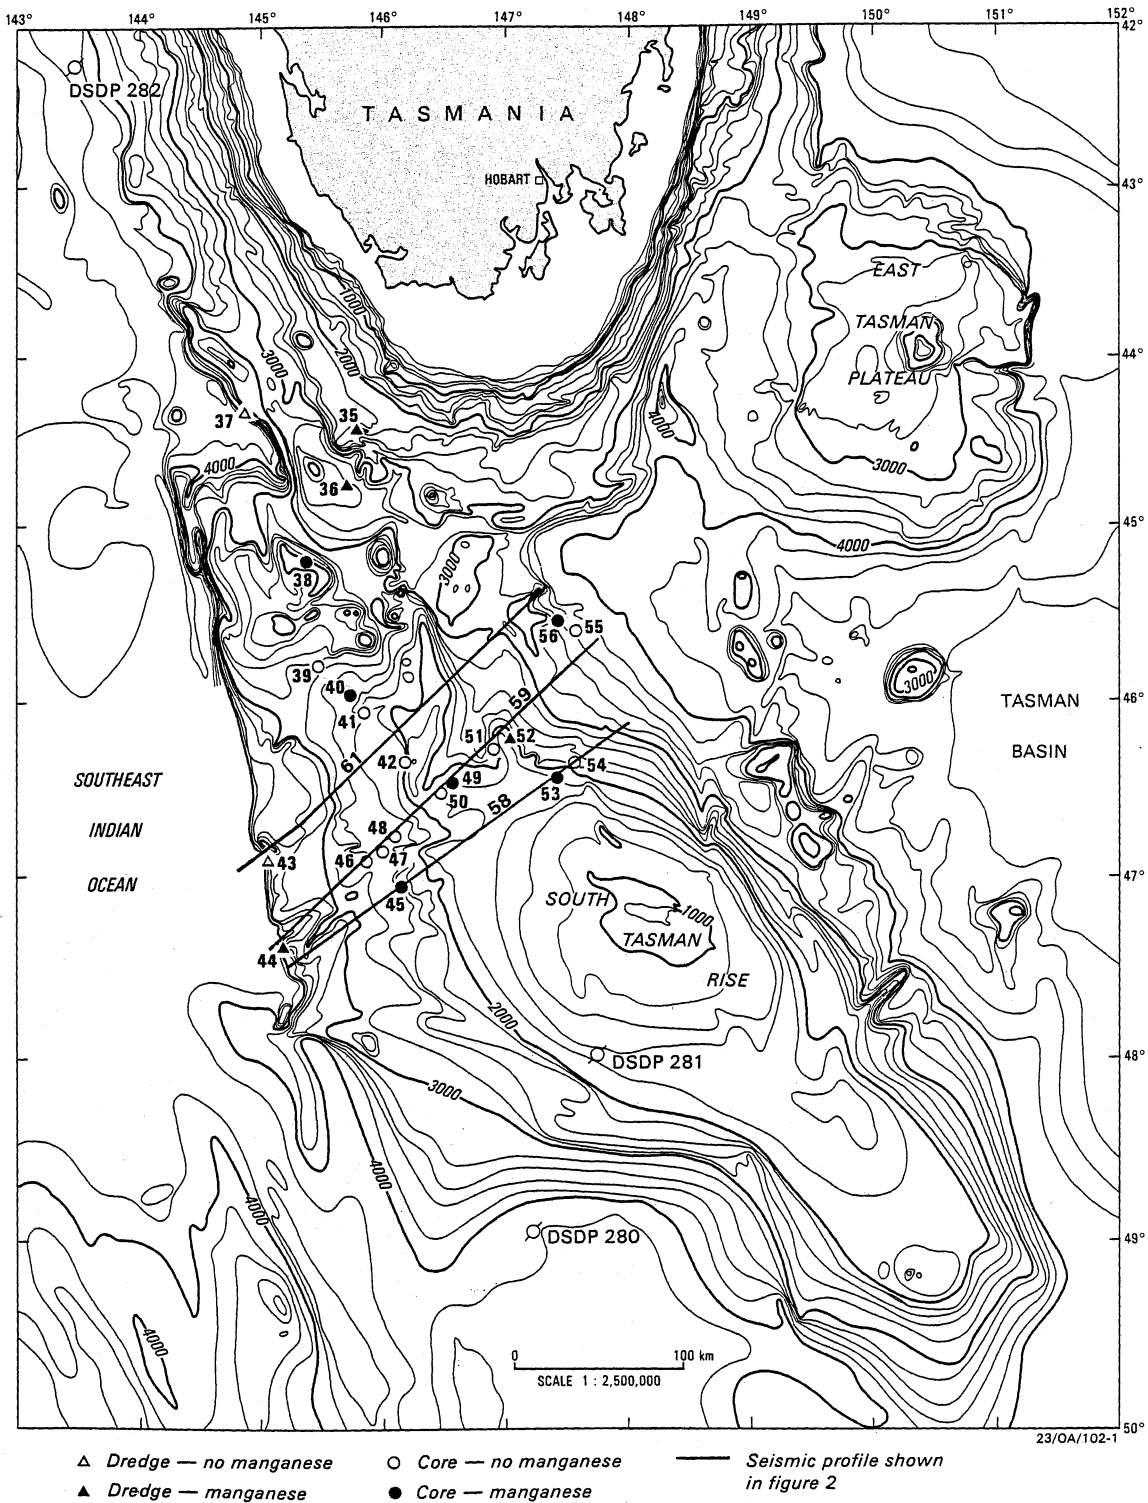 143° 144° 145° 146° 147° 148° 149° 150° 151° 152°
42°
DSDP 282
TASMANIA
HOBART
43°
1000
EAST
TASMAN
PLATEAU
2000
3000
44°
37
35
4000
3000
4000
36
45°
4000
3000
38
56
55
39
40
41
59
3000
46°
TASMAN
BASIN
51
52
61
42
49
50
54
53
58
SOUTHEAST
INDIAN
OCEAN
48
46
47
43
45
47°
SOUTH
1000
TASMAN
RISE
44
2000
DSDP 281
48°
3000
4000
4000
DSDP 280
49°
4000
0 100 km
SCALE 1 : 2,500,000
50°
23/OA/102-1
Dredge — no manganese
Dredge — manganese
Core — no manganese
Core — manganese
Seismic profile shown
in figure 2